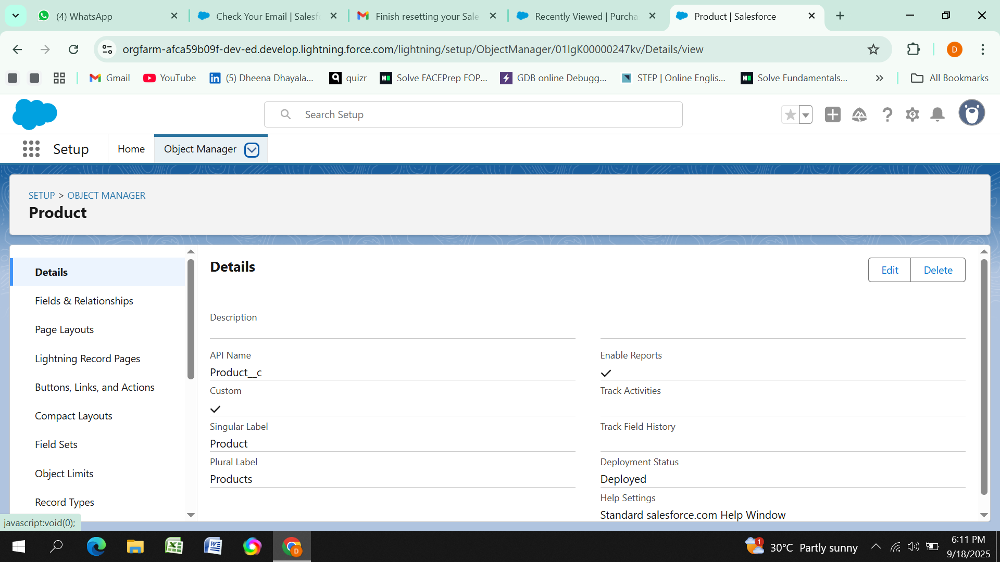 (4) WhatsApp
Check Your Email | Salesfo
Finish resetting your Sale
Recently Viewed | Purcha
Product | Salesforce
orgfarm-afca59b09f-dev-ed.develop.lightning.force.com/lightning/setup/ObjectManager/01IgK00000247kv/Details/view
D
Gmail
YouTube
(5) Dheena Dhayala...
quizr
Solve FACEPrep FOP...
GDB online Debugg...
STEP | Online Englis...
Solve Fundamentals...
All Bookmarks
Search Setup
Setup
Home
Object Manager
SETUP > OBJECT MANAGER
Product
Details
Fields & Relationships
Page Layouts
Lightning Record Pages
Buttons, Links, and Actions
Compact Layouts
Field Sets
Object Limits
Record Types
Details
Edit
Delete
Description
API Name
Product__c
Custom
Singular Label
Product
Plural Label
Products
Enable Reports
Track Activities
Track Field History
Deployment Status
Deployed
Help Settings
Standard salesforce.com Help Window
javascript:void(0);
D
1
30°C Partly sunny
6:11 PM
9/18/2025